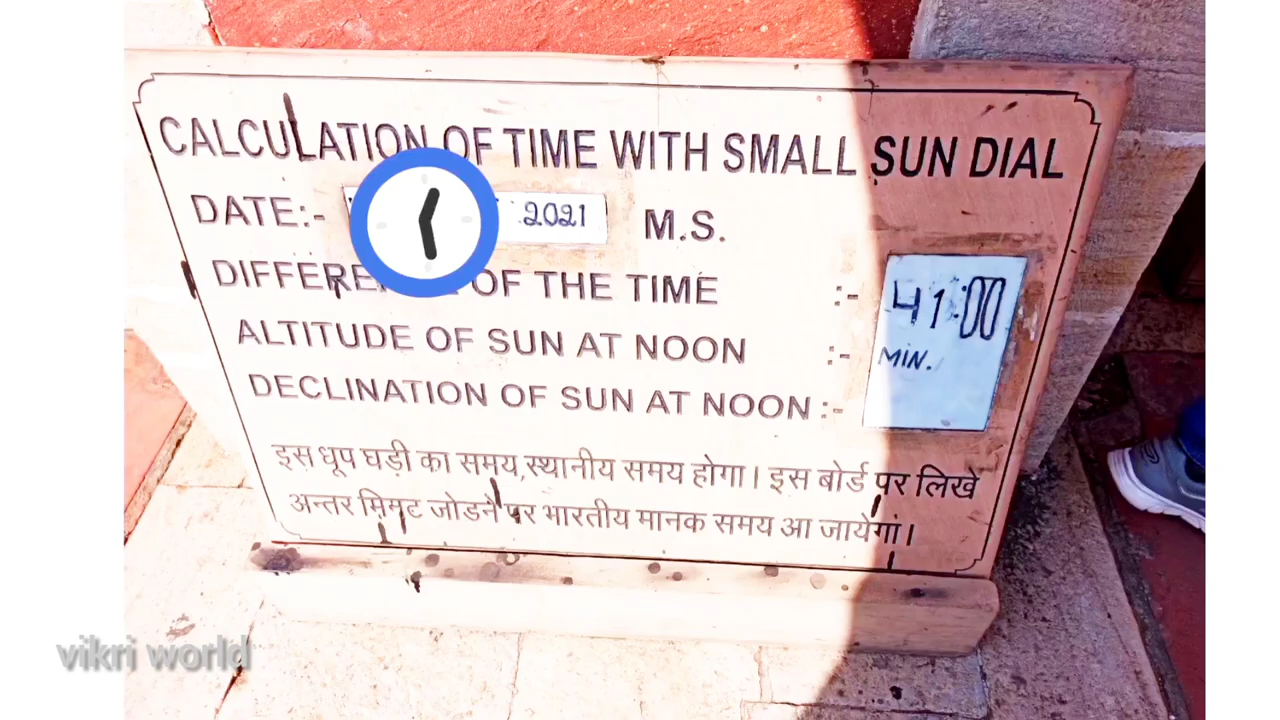 CALCULATION OF TIME WITH SMALL SUN DIAL
DATE:- 2021 M.S.
OF THE TIME :- 41:00
ALTITUDE OF SUN AT NOON :- MIN.
DECLINATION OF SUN AT NOON :-
इस धूप घड़ी का समय,स्थानीय समय होगा। इस बोर्ड पर लिखे
अन्तर मिमट जोडने पर भारतीय मानक समय आ जायेगा।
vikri world